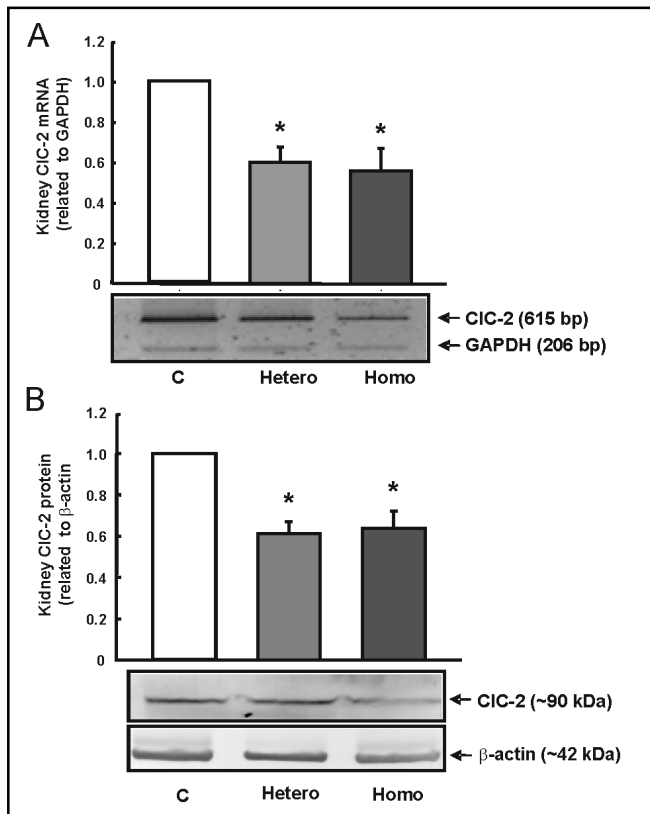 A
Kidney ClC-2 mRNA
(related to GAPDH)
1.2
1.0
0.8
0.6
0.4
0.2
0
*
*
ClC-2 (615 bp)
GAPDH (206 bp)
C Hetero Homo
B
Kidney ClC-2 protein
(related to β-actin)
1.2
1.0
0.8
0.6
0.4
0.2
0
*
*
ClC-2 (~90 kDa)
β-actin (~42 kDa)
C Hetero Homo